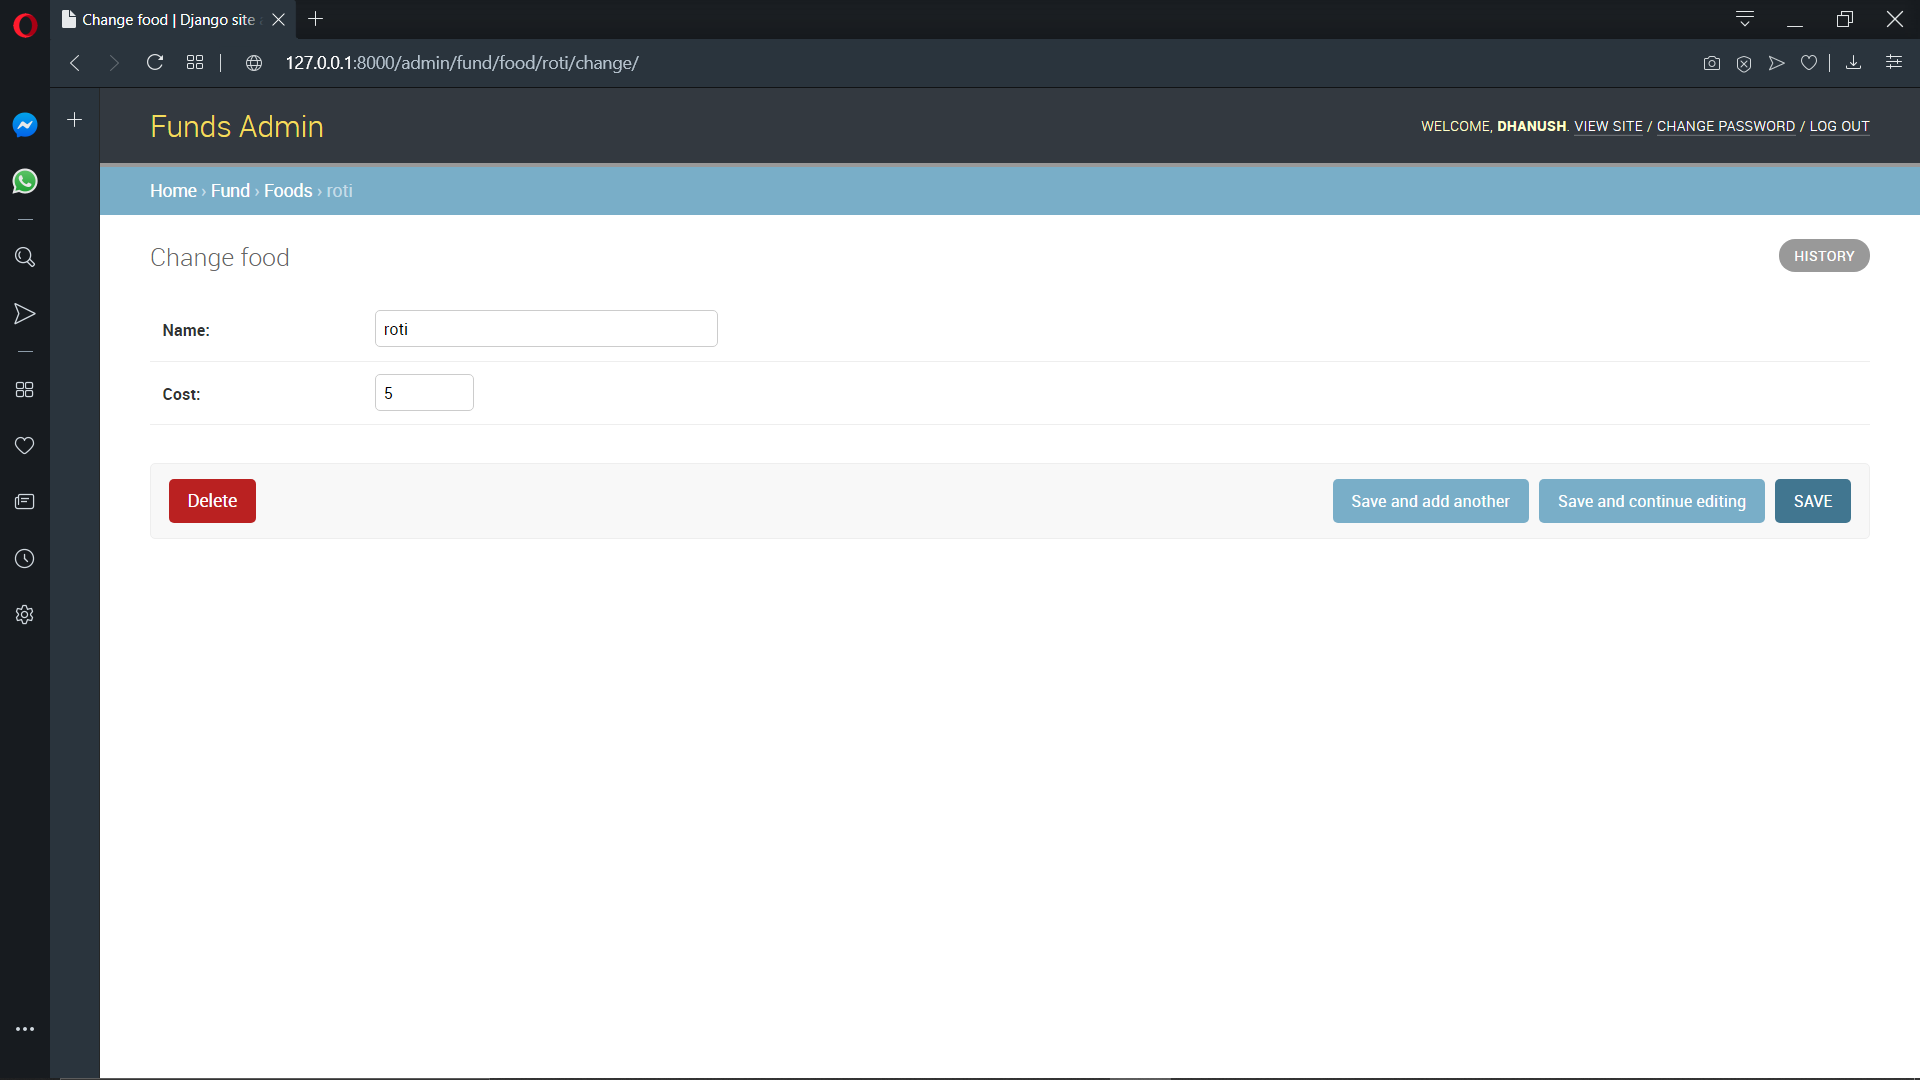 Change food | Django site
127.0.0.1:8000/admin/fund/food/roti/change/
Funds Admin
WELCOME, DHANUSH. VIEW SITE / CHANGE PASSWORD / LOG OUT
Home › Fund › Foods › roti
Change food
HISTORY
Name: roti
Cost: 5
Delete
Save and add another
Save and continue editing
SAVE